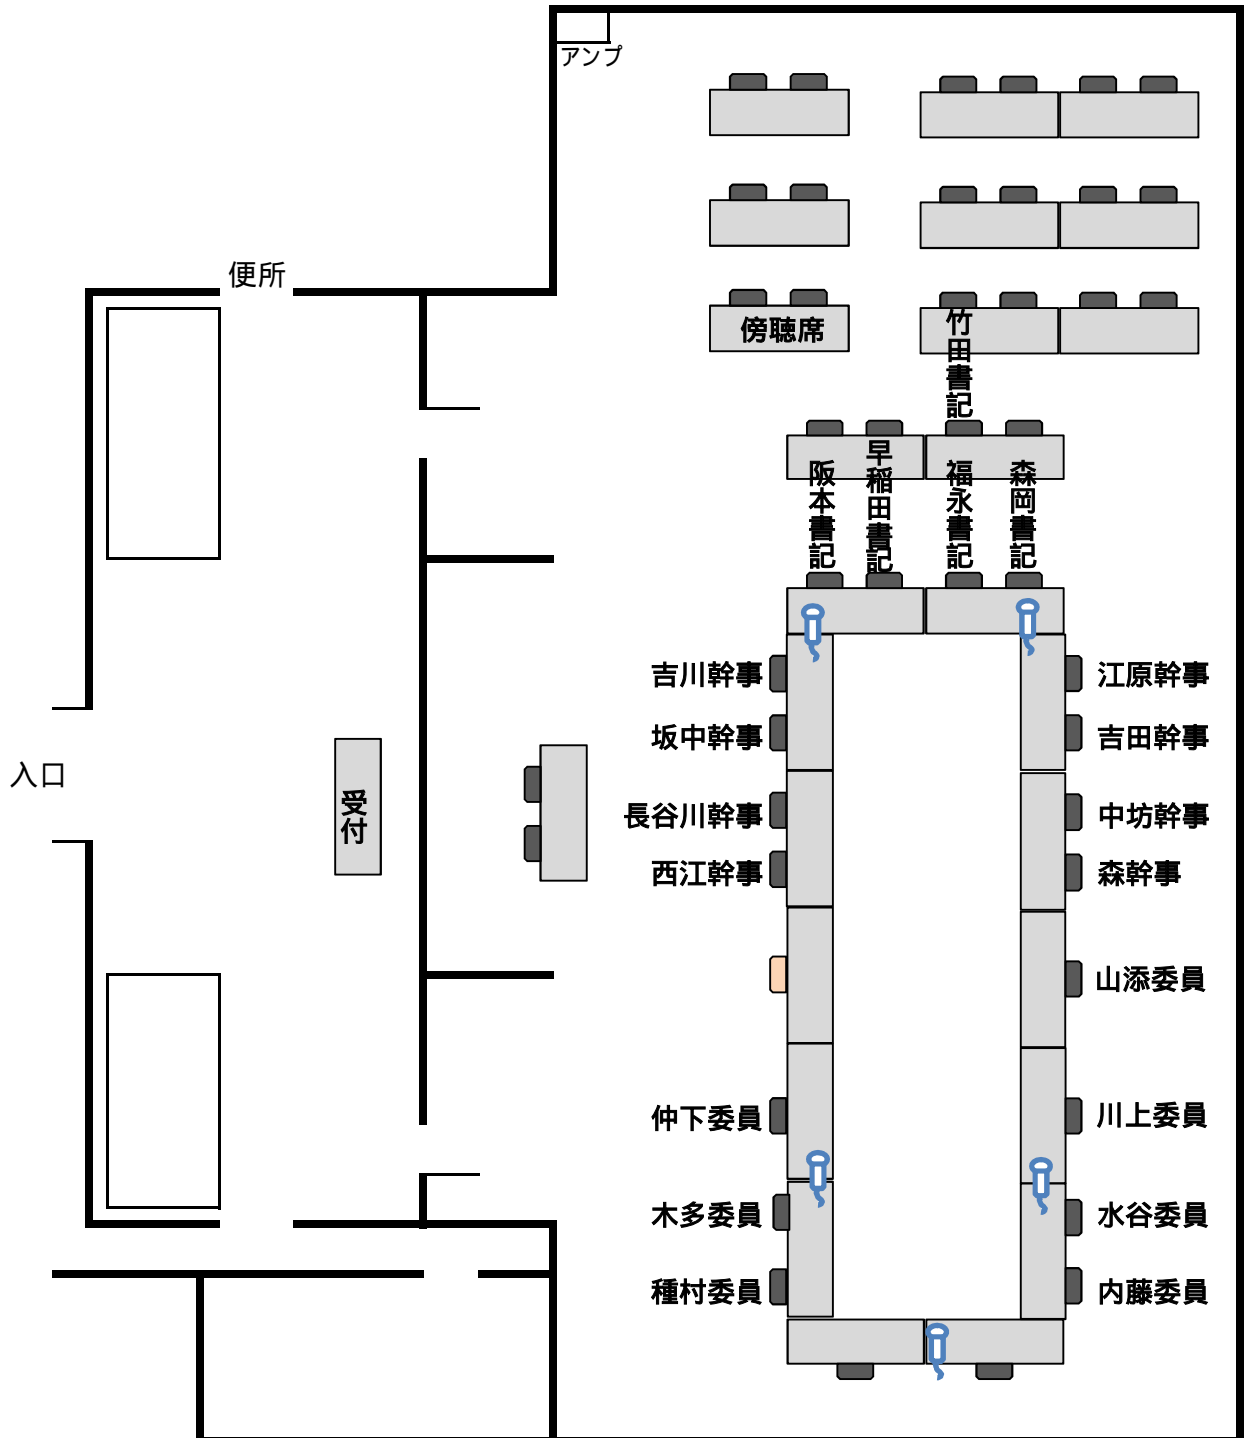 アンプ
便所
傍聴席
竹田書記
阪本書記
早稲田書記
福永書記
森岡書記
吉川幹事
江原幹事
坂中幹事
吉田幹事
入口
受付
長谷川幹事
中坊幹事
西江幹事
森幹事
山添委員
仲下委員
川上委員
木多委員
水谷委員
種村委員
内藤委員